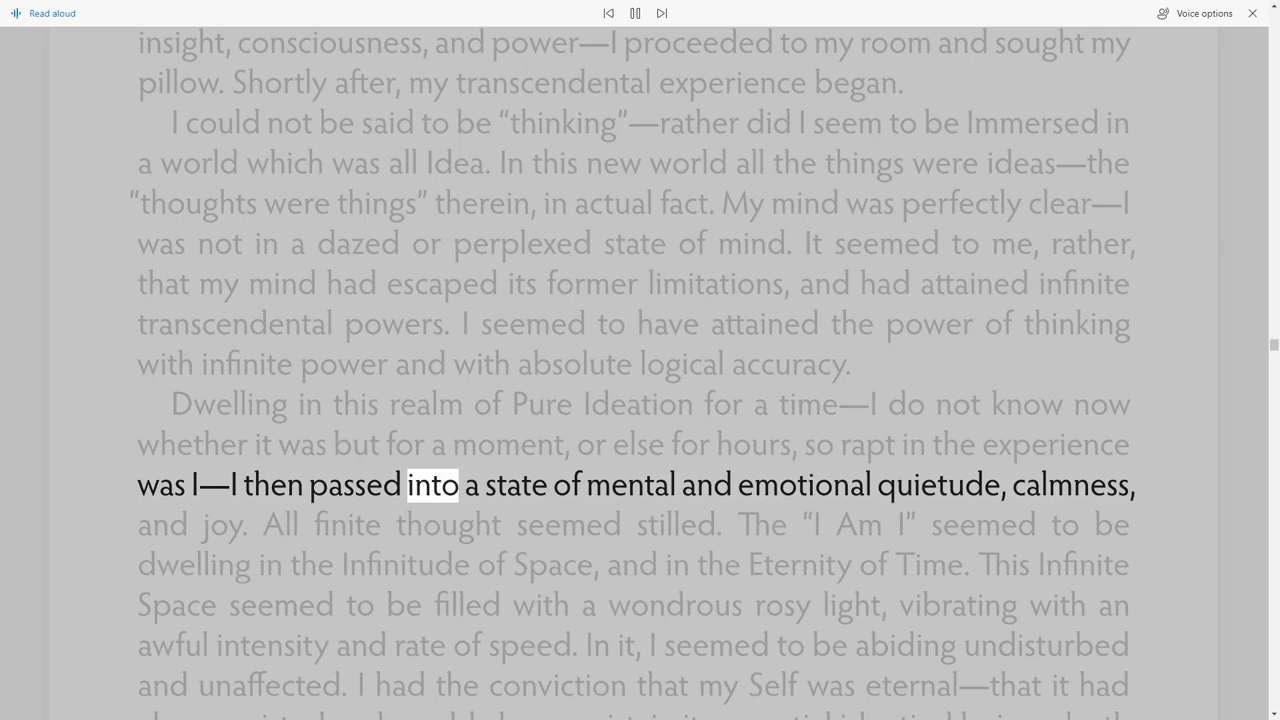 Read aloud
Voice options
insight, consciousness, and power—I proceeded to my room and sought my
pillow. Shortly after, my transcendental experience began.
I could not be said to be “thinking”—rather did I seem to be Immersed in
a world which was all Idea. In this new world all the things were ideas—the
“thoughts were things” therein, in actual fact. My mind was perfectly clear—I
was not in a dazed or perplexed state of mind. It seemed to me, rather,
that my mind had escaped its former limitations, and had attained infinite
transcendental powers. I seemed to have attained the power of thinking
with infinite power and with absolute logical accuracy.
Dwelling in this realm of Pure Ideation for a time—I do not know now
whether it was but for a moment, or else for hours, so rapt in the experience
was I—I then passed into a state of mental and emotional quietude, calmness,
and joy. All finite thought seemed stilled. The “I Am I” seemed to be
dwelling in the Infinitude of Space, and in the Eternity of Time. This Infinite
Space seemed to be filled with a wondrous rosy light, vibrating with an
awful intensity and rate of speed. In it, I seemed to be abiding undisturbed
and unaffected. I had the conviction that my Self was eternal—that it had